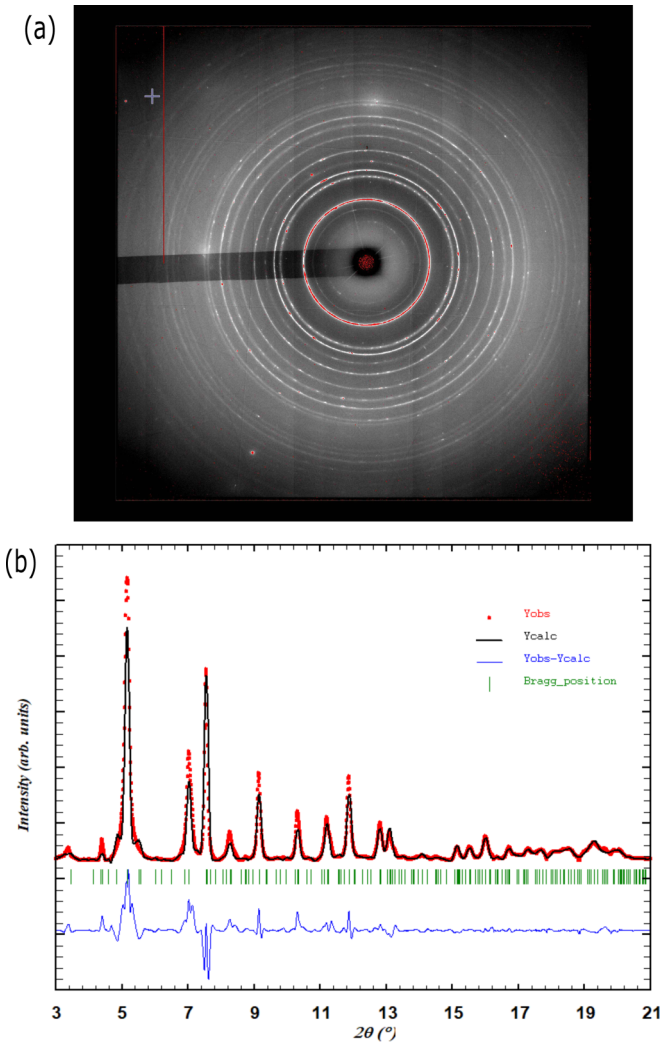 (a)
(b)
Yobs
Ycalc
Yobs-Ycalc
Bragg_position
Intensity (arb. units)
3 5 7 9 11 13 15 17 19 21
2θ (°)